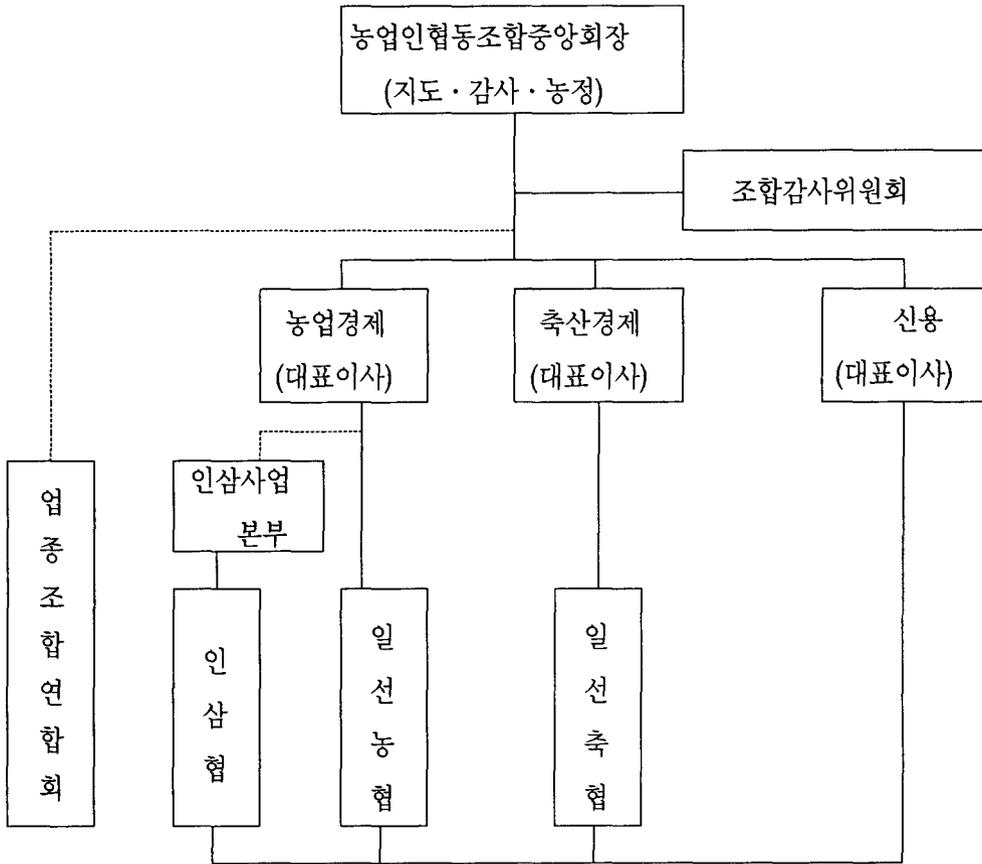 농업인협동조합중앙회장
(지도 · 감사 · 농정)
조합감사위원회
농업경제
(대표이사)
축산경제
(대표이사)
신용
(대표이사)
인삼사업
본부
업종조합연합회
인삼협
일선농협
일선축협